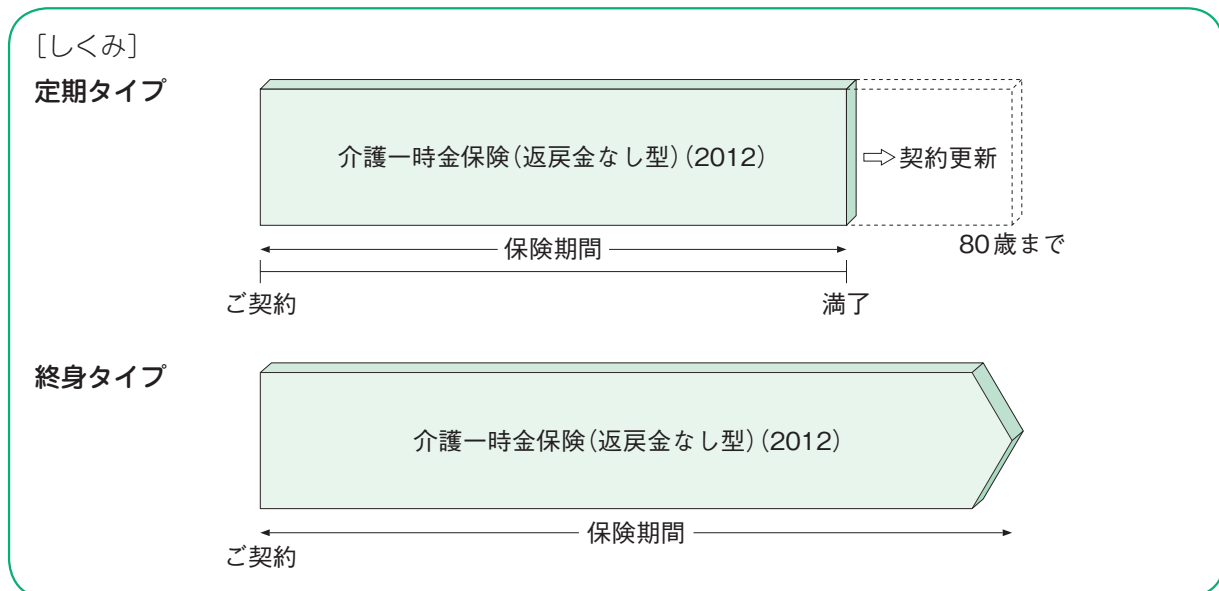 [しくみ]
定期タイプ
介護一時金保険(返戻金なし型)(2012)
⇨契約更新
保険期間
80歳まで
ご契約
満了
終身タイプ
介護一時金保険(返戻金なし型)(2012)
保険期間
ご契約